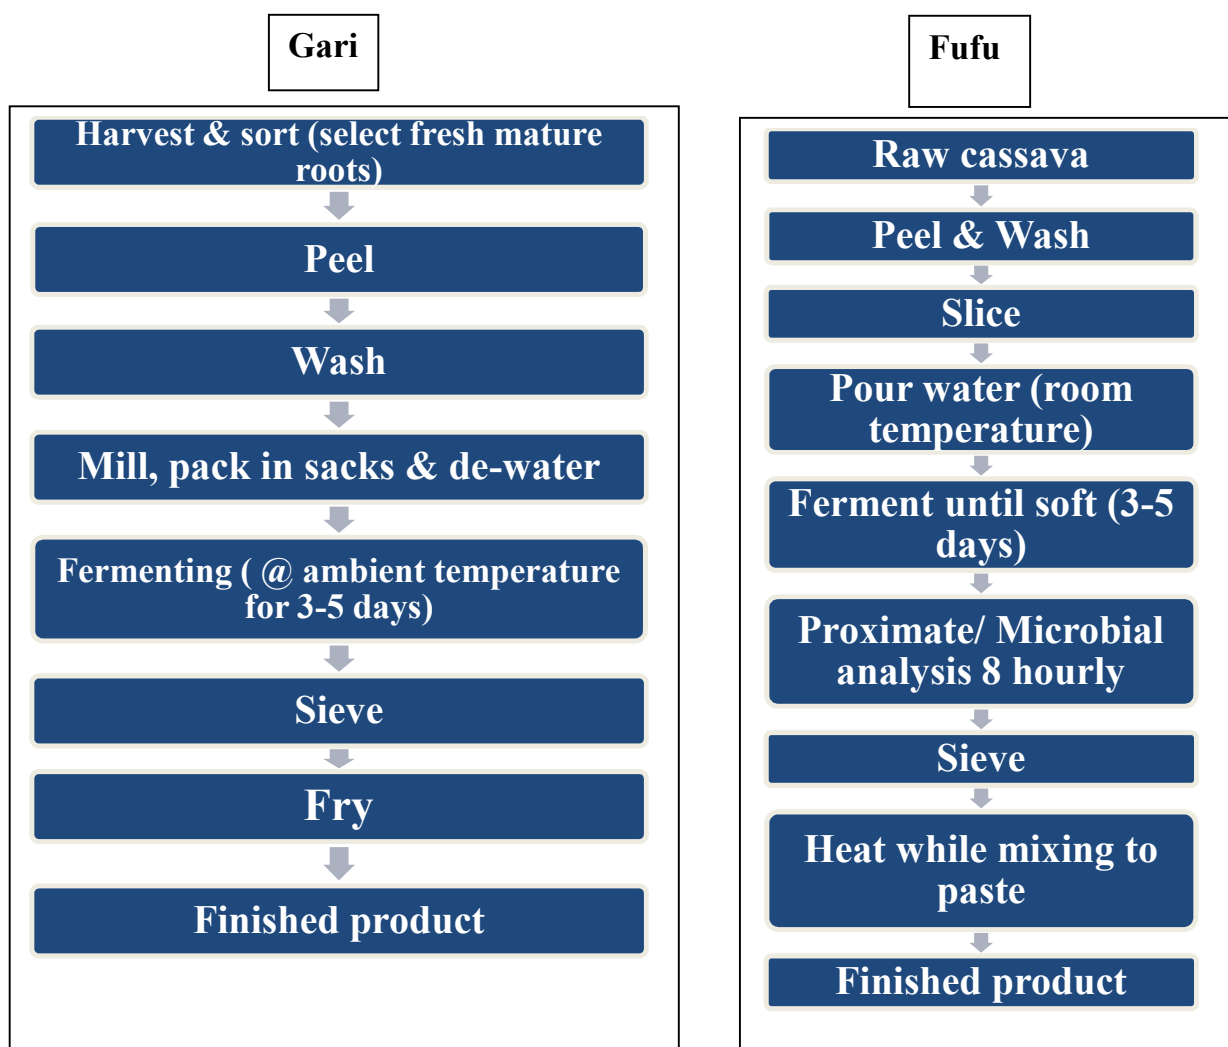 Gari
Harvest & sort (select fresh mature
roots)
Peel
Wash
Mill, pack in sacks & de-water
Fermenting ( @ ambient temperature
for 3-5 days)
Sieve
Fry
Finished product
Fufu
Raw cassava
Peel & Wash
Slice
Pour water (room
temperature)
Ferment until soft (3-5
days)
Proximate/ Microbial
analysis 8 hourly
Sieve
Heat while mixing to
paste
Finished product